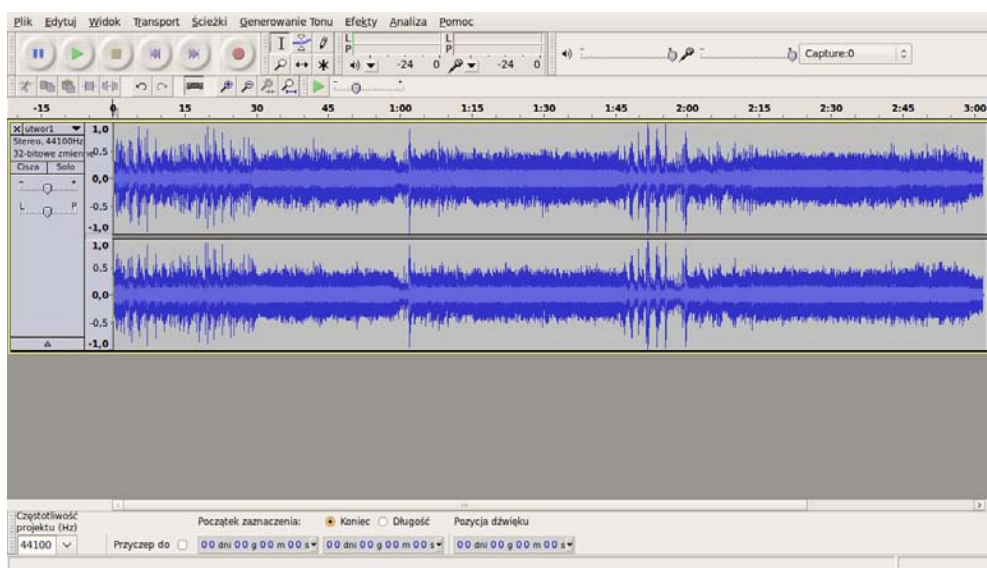 Plik Edytuj Widok Transport Ścieżki Generowanie Tonu Efekty Analiza Pomoc
L
P
-24 0
L
P
-24 0
Capture:0
-15 0 15 30 45 1:00 1:15 1:30 1:45 2:00 2:15 2:30 2:45 3:00
X utwor1
Stereo, 44100Hz
32-bitowe zmienne
Cisza Solo
- +
L P
1,0
0,5
0,0
-0,5
-1,0
1,0
0,5
0,0
-0,5
-1,0
Częstotliwość
projektu (Hz)
Początek zaznaczenia: Koniec Długość Pozycja dźwięku
44100 Przyczep do 00 dni 00 g 00 m 00 s 00 dni 00 g 00 m 00 s 00 dni 00 g 00 m 00 s